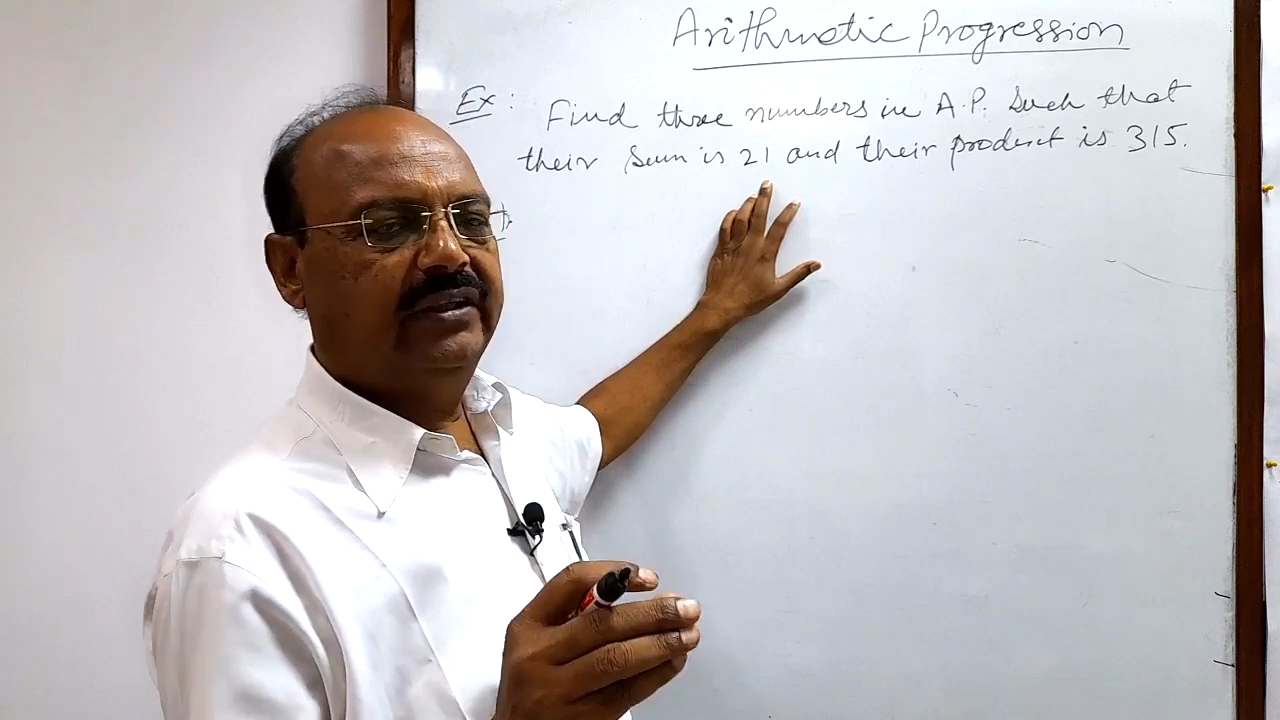 Arithmetic Progression
Ex: Find three numbers in A.P. Such that
their Sum is 21 and their product is 315.